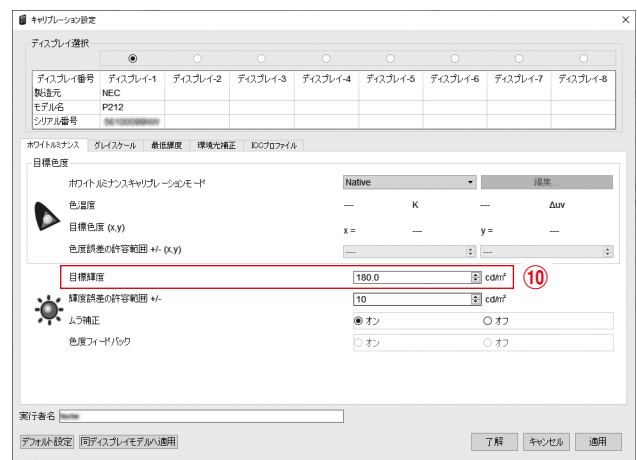 キャリブレーション設定
ディスプレイ選択
ディスプレイ番号 ディスプレイ-1 ディスプレイ-2 ディスプレイ-3 ディスプレイ-4 ディスプレイ-5 ディスプレイ-6 ディスプレイ-7 ディスプレイ-8
製造元 NEC
モデル名 P212
シリアル番号
ホワイトルミナンス グレイスケール 最低輝度 環境光補正 ICCプロファイル
目標色度
ホワイトルミナンスキャリブレーションモード Native 編集...
色温度 --- K --- Δuv
目標色度 (x,y) x = --- y = ---
色度誤差の許容範囲 +/- (x,y) --- ---
目標輝度 180.0 cd/m² ⑩
輝度誤差の許容範囲 +/- 10 cd/m²
ムラ補正 オン オフ
色度フィードバック オン オフ
実行者名
デフォルト設定 同ディスプレイモデルへ適用 了解 キャンセル 適用